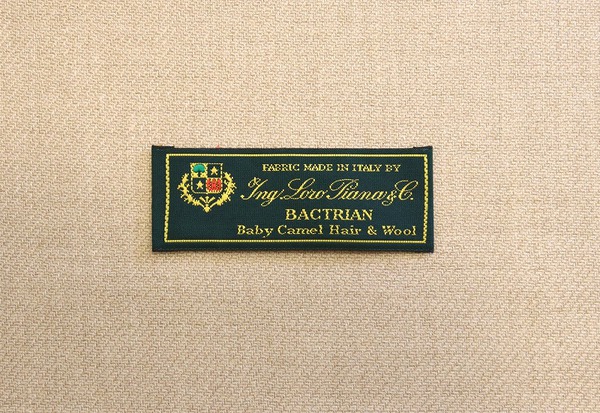 FABRIC MADE IN ITALY BY
Ing. Loro Piana & C.
BACTRIAN
Baby Camel Hair & Wool